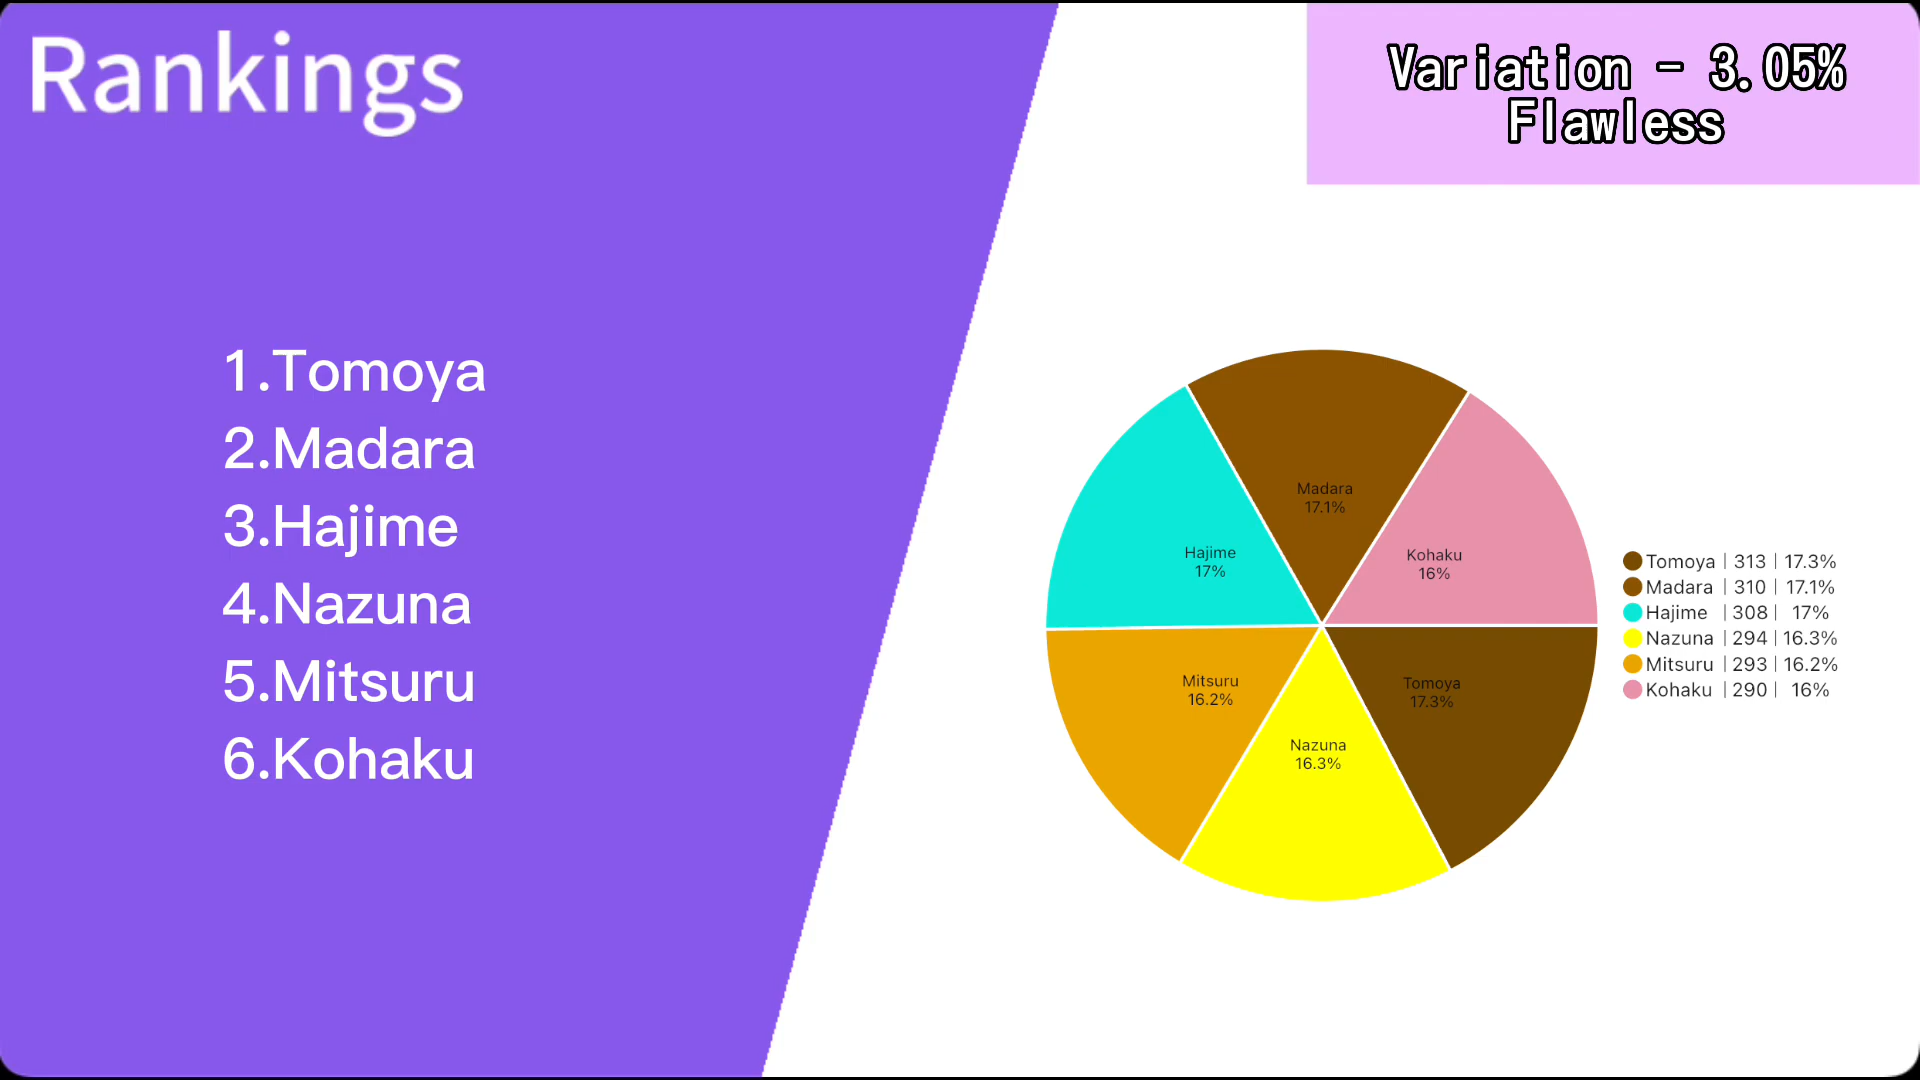 Rankings
Variation - 3.05%
Flawless
1.Tomoya
2.Madara
3.Hajime
4.Nazuna
5.Mitsuru
6.Kohaku
Madara
17.1%
Hajime
17%
Kohaku
16%
Mitsuru
16.2%
Tomoya
17.3%
Nazuna
16.3%
Tomoya | 313 | 17.3%
Madara | 310 | 17.1%
Hajime | 308 | 17%
Nazuna | 294 | 16.3%
Mitsuru | 293 | 16.2%
Kohaku | 290 | 16%